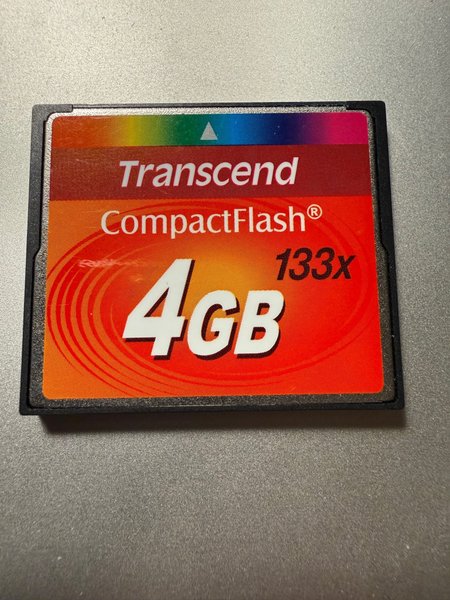 Transcend
CompactFlash®
133x
4GB